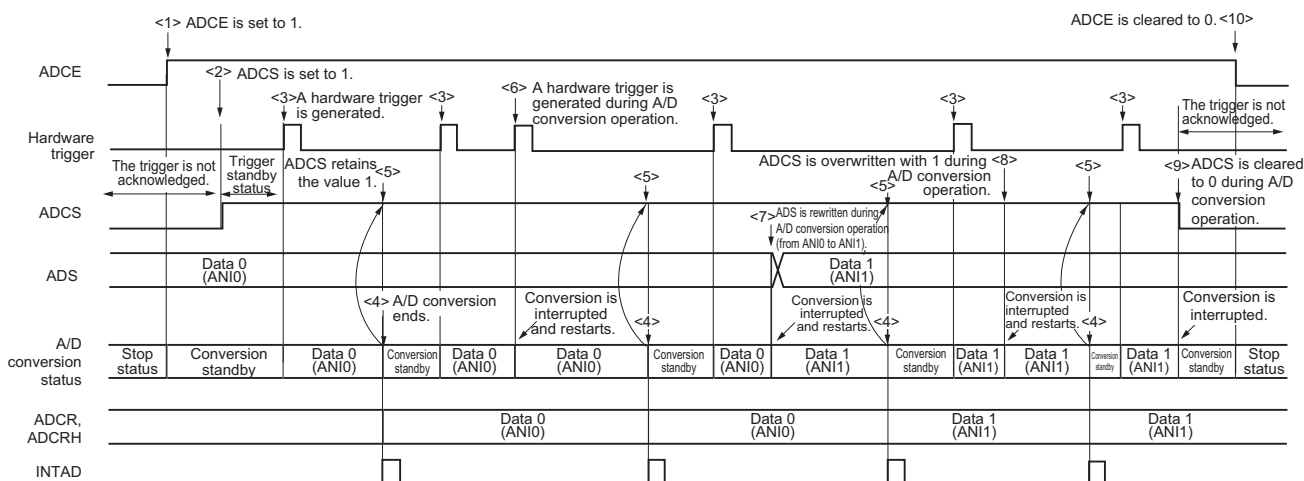 <1> ADCE is set to 1.
ADCE is cleared to 0. <10>
ADCE
<2> ADCS is set to 1.
<3> A hardware trigger
is generated.
<3>
<6> A hardware trigger is
generated during A/D
conversion operation.
<3>
<3>
<3>
The trigger is not
acknowledged.
Hardware
trigger
The trigger is not
acknowledged.
Trigger
standby
status
ADCS retains
the value 1.
<5>
<5>
ADCS is overwritten with 1 during
A/D conversion
operation.
<8>
<5>
<5>
<9> ADCS is cleared
to 0 during A/D
conversion
operation.
ADCS
<7> ADS is rewritten during
A/D conversion operation
(from ANI0 to ANI1).
ADS
Data 0
(ANI0)
Data 1
(ANI1)
<4> A/D conversion
ends.
Conversion is
interrupted
and restarts.
<4>
Conversion is
interrupted
and restarts.
<4>
Conversion is
interrupted
and restarts.
<4>
Conversion is
interrupted.
A/D
conversion
status
Stop
status
Conversion
standby
Data 0
(ANI0)
Conversion
standby
Data 0
(ANI0)
Data 0
(ANI0)
Conversion
standby
Data 0
(ANI0)
Data 1
(ANI1)
Conversion
standby
Data 1
(ANI1)
Data 1
(ANI1)
Conversion
standby
Data 1
(ANI1)
Conversion
standby
Stop
status
ADCR,
ADCRH
Data 0
(ANI0)
Data 0
(ANI0)
Data 1
(ANI1)
Data 1
(ANI1)
INTAD